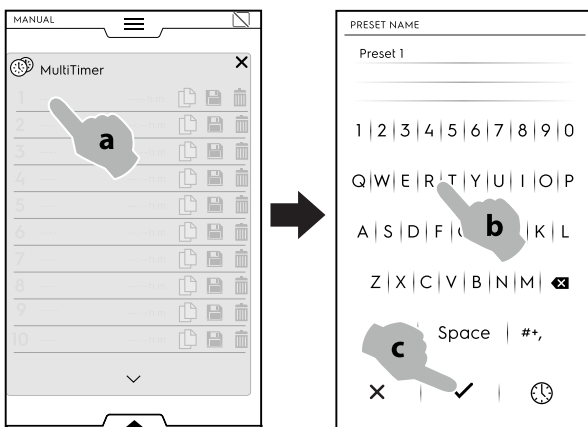 MANUAL
MultiTimer
1
a
2
3
4
5
6
7
8
9
10
PRESET NAME
Preset 1
1 2 3 4 5 6 7 8 9 0
Q W E R T Y U I O P
A S D F b K L
Z X C V B N M
c Space #+,